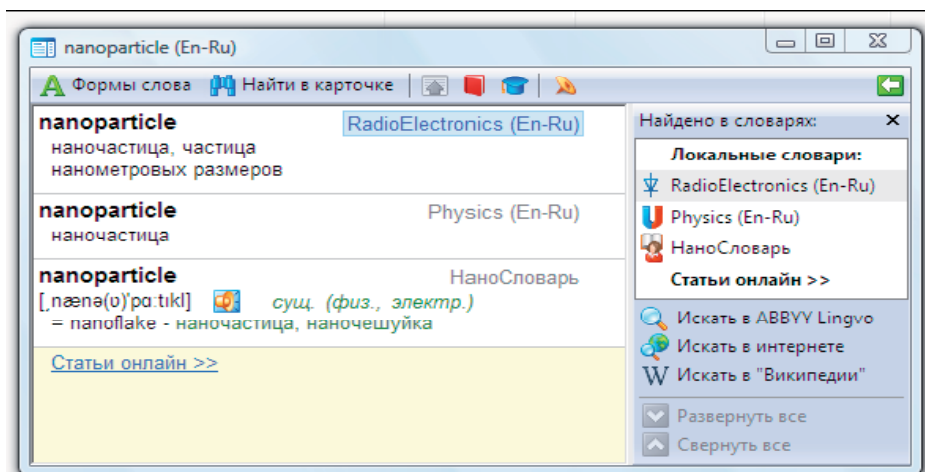 nanoparticle (En-Ru)
Формы слова Найти в карточке
nanoparticle RadioElectronics (En-Ru)
наночастица, частица
нанометровых размеров
nanoparticle Physics (En-Ru)
наночастица
nanoparticle НаноСловарь
[ˌnænə(ʊ)'pɑːtɪkl] сущ. (физ., электр.)
= nanoflake - наночастица, наночешуйка
Статьи онлайн >>
Найдено в словарях:
Локальные словари:
RadioElectronics (En-Ru)
Physics (En-Ru)
НаноСловарь
Статьи онлайн >>
Искать в ABBYY Lingvo
Искать в интернете
W Искать в "Википедии"
Развернуть все
Свернуть все